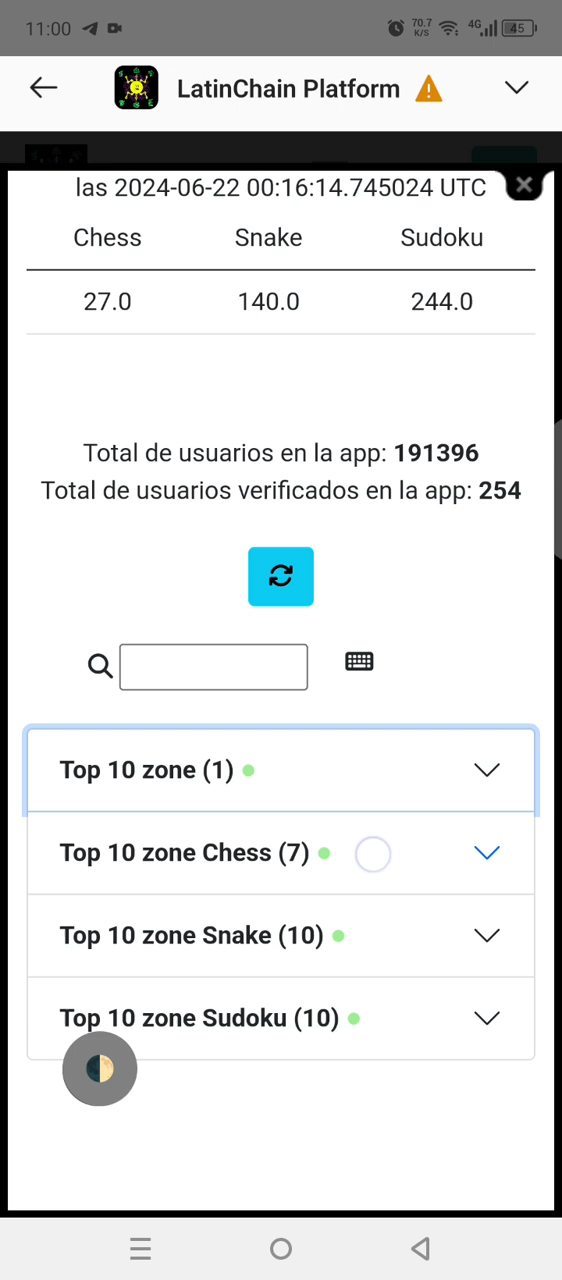 11:00
70.7
K/S
4G
45
LatinChain Platform
las 2024-06-22 00:16:14.745024 UTC
Chess Snake Sudoku
27.0 140.0 244.0
Total de usuarios en la app: 191396
Total de usuarios verificados en la app: 254
Top 10 zone (1)
Top 10 zone Chess (7)
Top 10 zone Snake (10)
Top 10 zone Sudoku (10)